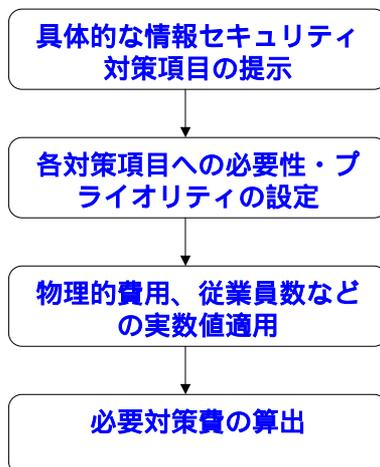 具体的な情報セキュリティ
対策項目の提示
各対策項目への必要性・プ
ライオリティの設定
物理的費用、従業員数など
の実数値適用
必要対策費の算出